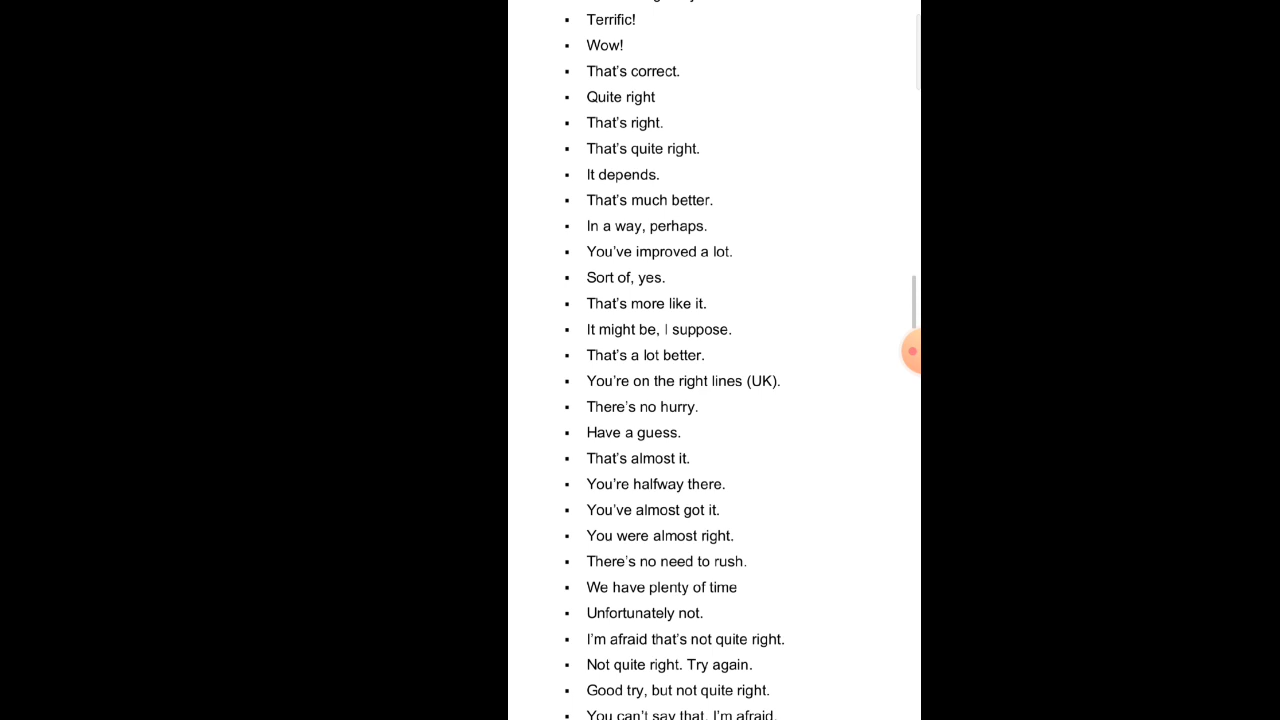 ▪ Terrific!
▪ Wow!
▪ That’s correct.
▪ Quite right
▪ That’s right.
▪ That’s quite right.
▪ It depends.
▪ That’s much better.
▪ In a way, perhaps.
▪ You’ve improved a lot.
▪ Sort of, yes.
▪ That’s more like it.
▪ It might be, I suppose.
▪ That’s a lot better.
▪ You’re on the right lines (UK).
▪ There’s no hurry.
▪ Have a guess.
▪ That’s almost it.
▪ You’re halfway there.
▪ You’ve almost got it.
▪ You were almost right.
▪ There’s no need to rush.
▪ We have plenty of time
▪ Unfortunately not.
▪ I’m afraid that’s not quite right.
▪ Not quite right. Try again.
▪ Good try, but not quite right.
▪ You can’t say that, I’m afraid.